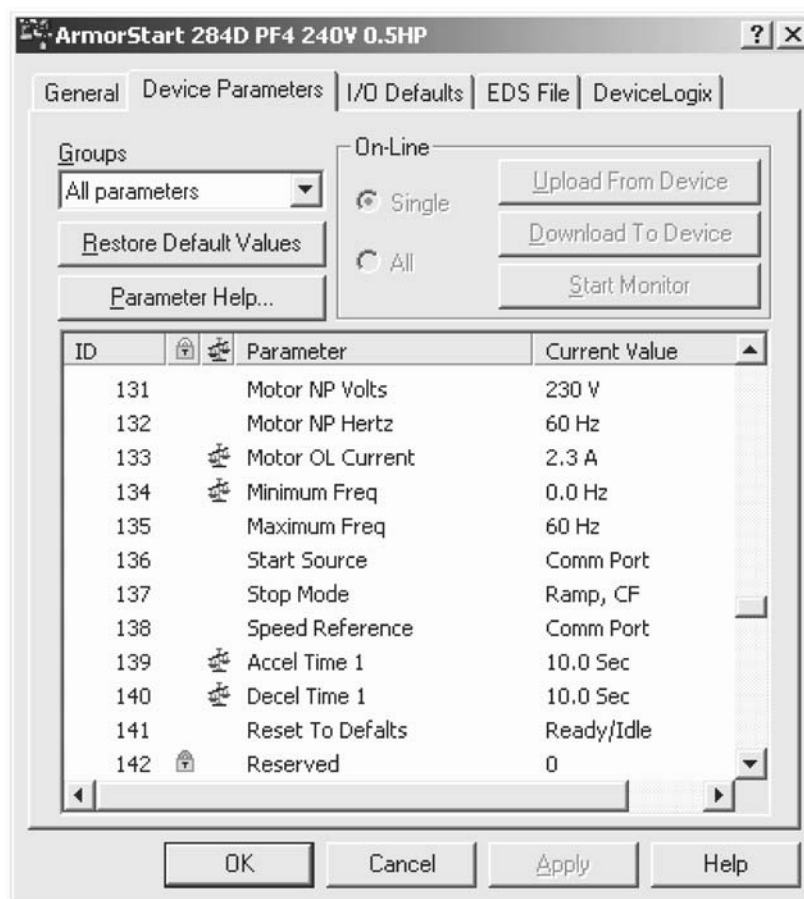 ArmorStart 284D PF4 240V 0.5HP
General Device Parameters I/O Defaults EDS File DeviceLogix
Groups
All parameters
Restore Default Values
Parameter Help...
On-Line
Single
All
Upload From Device
Download To Device
Start Monitor
ID Parameter Current Value
131 Motor NP Volts 230 V
132 Motor NP Hertz 60 Hz
133 Motor OL Current 2.3 A
134 Minimum Freq 0.0 Hz
135 Maximum Freq 60 Hz
136 Start Source Comm Port
137 Stop Mode Ramp, CF
138 Speed Reference Comm Port
139 Accel Time 1 10.0 Sec
140 Decel Time 1 10.0 Sec
141 Reset To Defalts Ready/Idle
142 Reserved 0
OK Cancel Apply Help